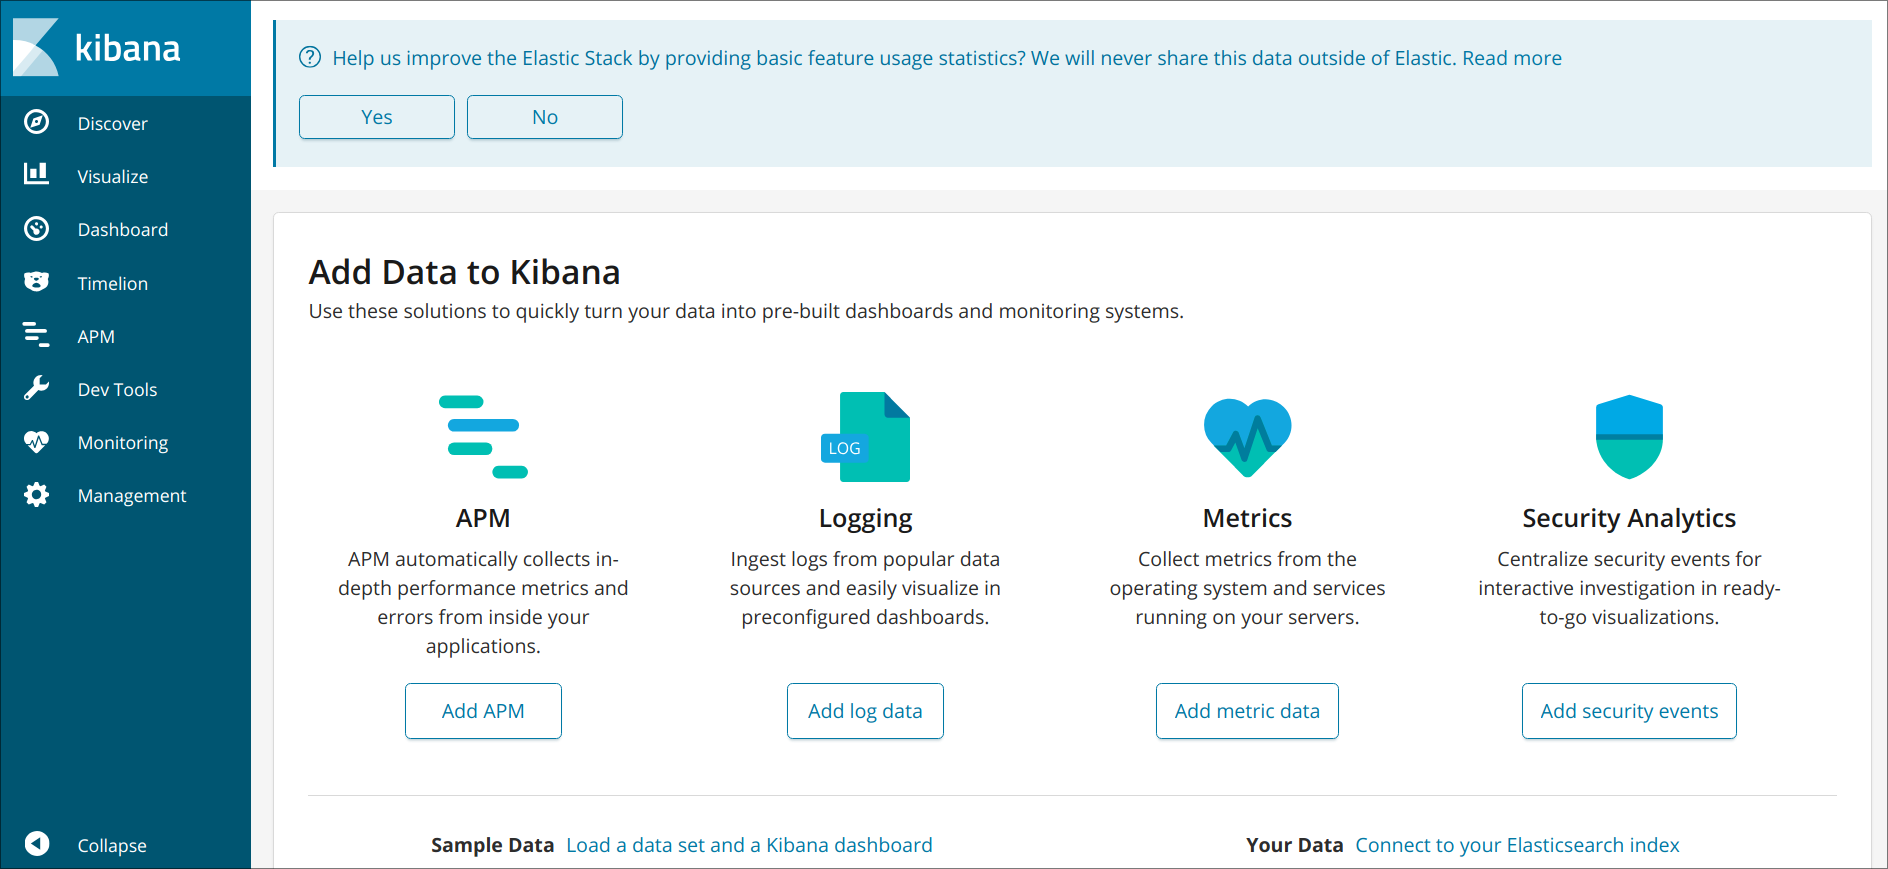 kibana
Discover
Visualize
Dashboard
Timelion
APM
Dev Tools
Monitoring
Management
Collapse
Help us improve the Elastic Stack by providing basic feature usage statistics? We will never share this data outside of Elastic. Read more
Yes
No
Add Data to Kibana
Use these solutions to quickly turn your data into pre-built dashboards and monitoring systems.
APM
APM automatically collects in-
depth performance metrics and
errors from inside your
applications.
Add APM
LOG
Logging
Ingest logs from popular data
sources and easily visualize in
preconfigured dashboards.
Add log data
Metrics
Collect metrics from the
operating system and services
running on your servers.
Add metric data
Security Analytics
Centralize security events for
interactive investigation in ready-
to-go visualizations.
Add security events
Sample Data Load a data set and a Kibana dashboard
Your Data Connect to your Elasticsearch index